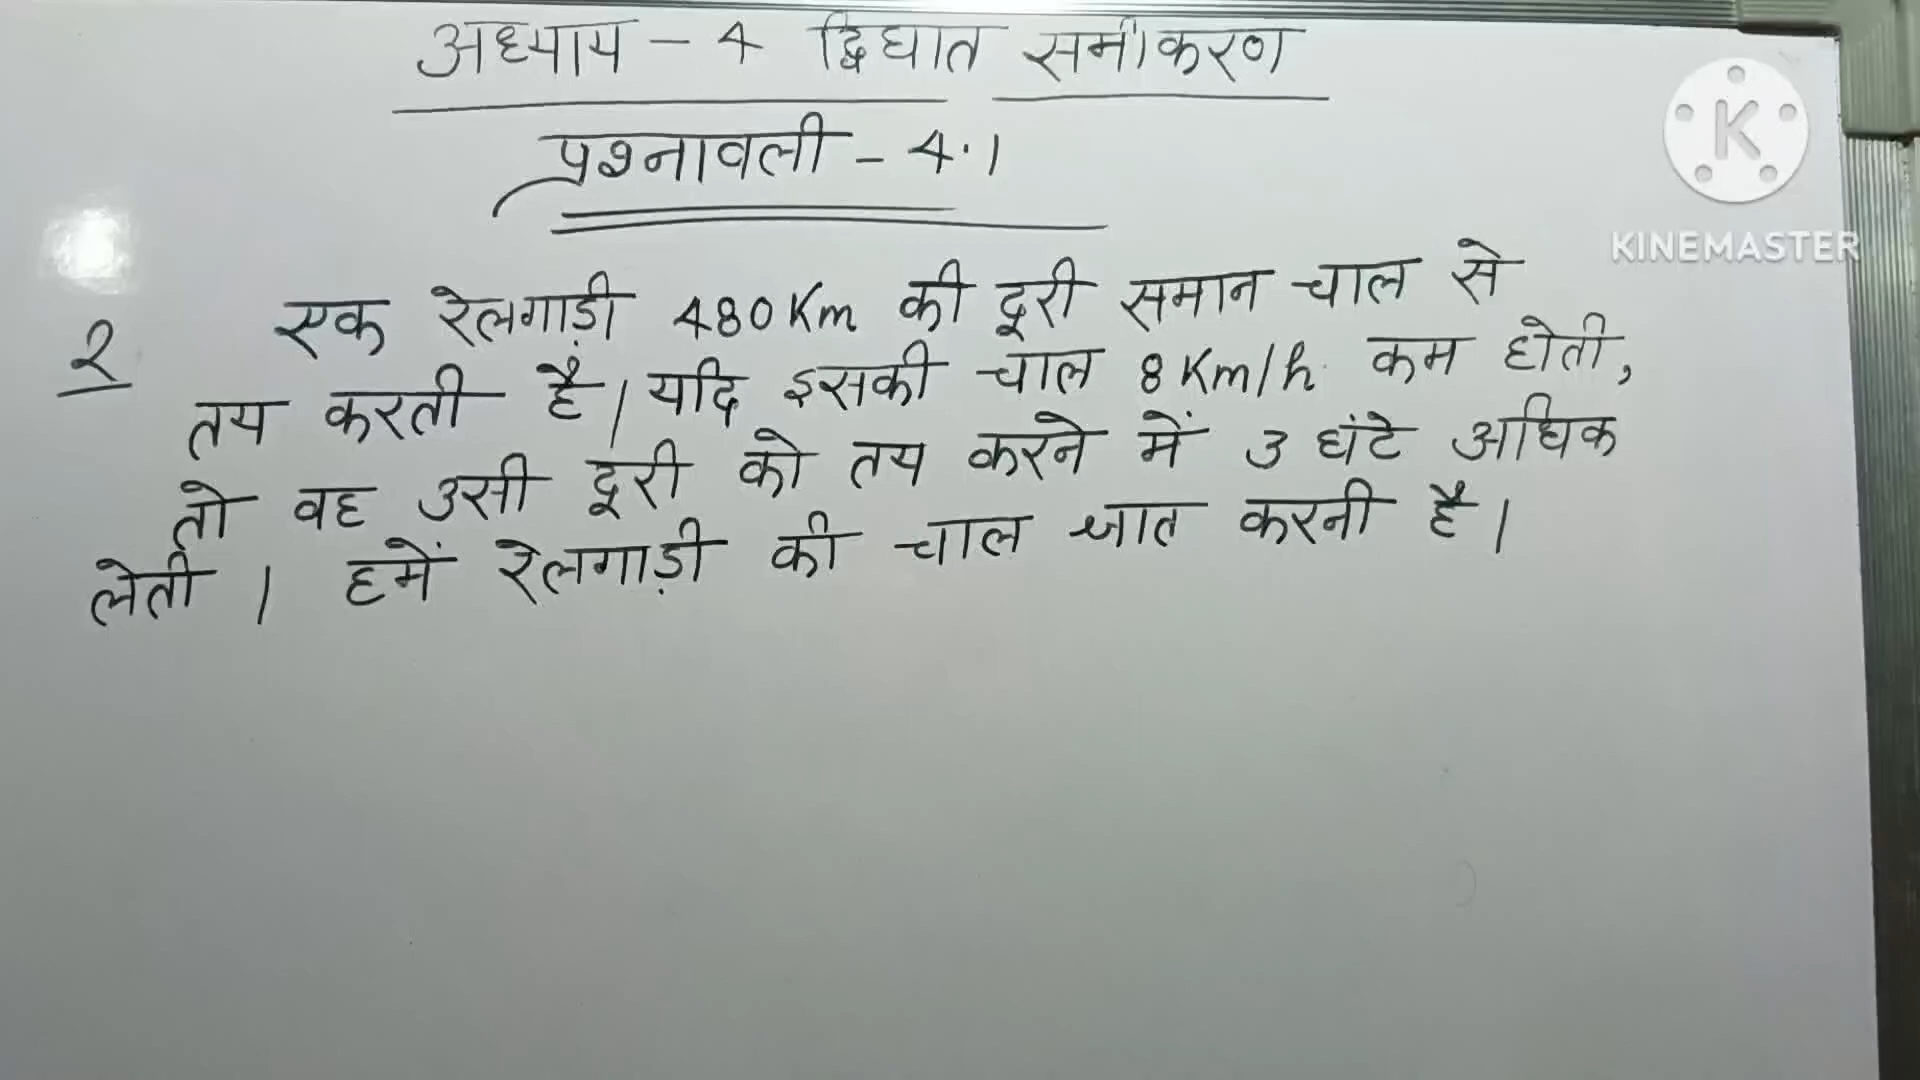 अध्याय - 4 द्विघात समीकरण
प्रश्नावली - 4.1
K
KINEMASTER
2 एक रेलगाड़ी 480 Km की दूरी समान चाल से
तय करती है। यदि इसकी चाल 8 Km/h कम होती,
तो वह उसी दूरी को तय करने में 3 घंटे अधिक
लेती । हमें रेलगाड़ी की चाल ज्ञात करनी है।